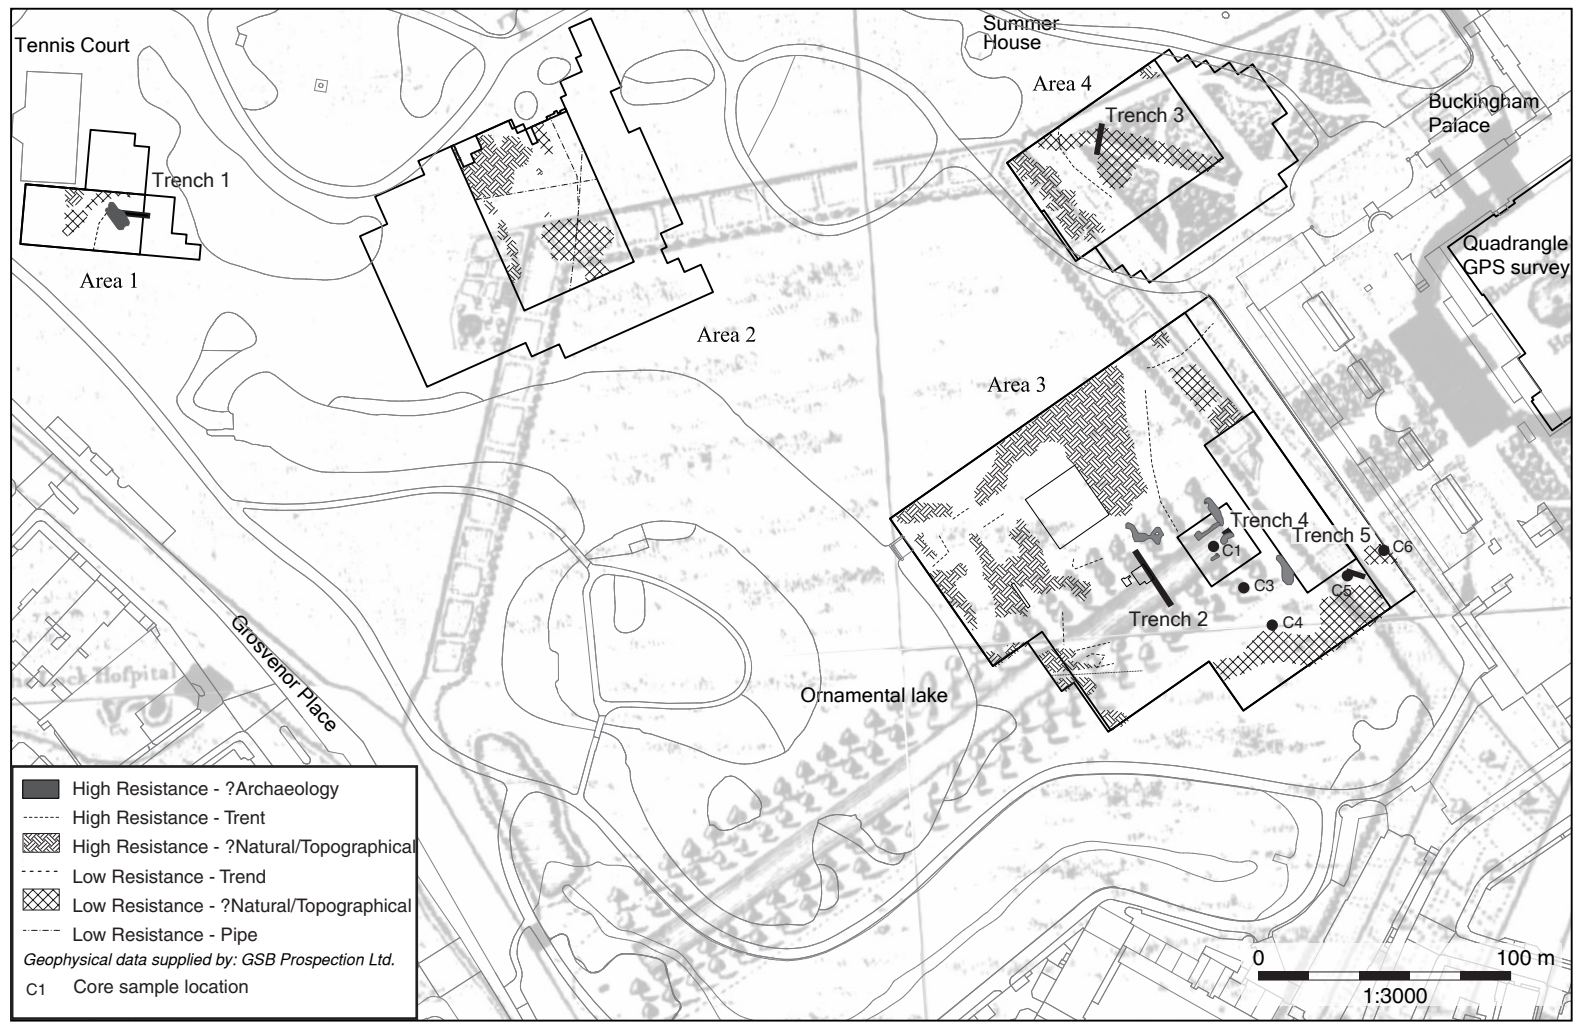 Tennis Court
Summer
House
Area 4
Trench 3
Buckingham
Palace
Trench 1
Area 1
Quadrangle
GPS survey
Area 2
Area 3
Trench 4
Trench 5
C1
C6
C5
C3
C4
Trench 2
Grosvenor Place
Ornamental lake
Hofpital
High Resistance - ?Archaeology
High Resistance - Trent
High Resistance - ?Natural/Topographical
Low Resistance - Trend
Low Resistance - ?Natural/Topographical
Low Resistance - Pipe
Geophysical data supplied by: GSB Prospection Ltd.
C1 Core sample location
0 100 m
1:3000